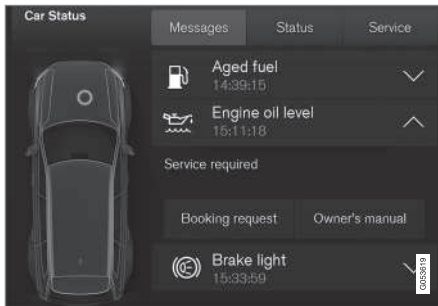 Car Status
Messages
Status
Service
Aged fuel
14:39:15
Engine oil level
15:11:18
Service required
Booking request
Owner's manual
Brake light
15:33:59
G053619